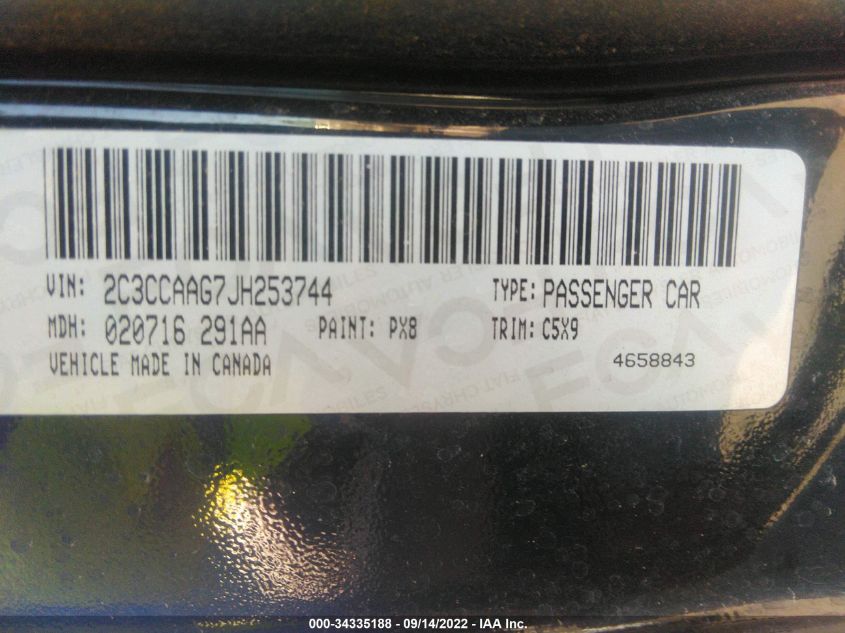 VIN: 2C3CCAAG7JH253744 TYPE: PASSENGER CAR
MDH: 020716 291AA PAINT: PX8 TRIM: C5X9
VEHICLE MADE IN CANADA 4658843
000-34335188 - 09/14/2022 - IAA Inc.